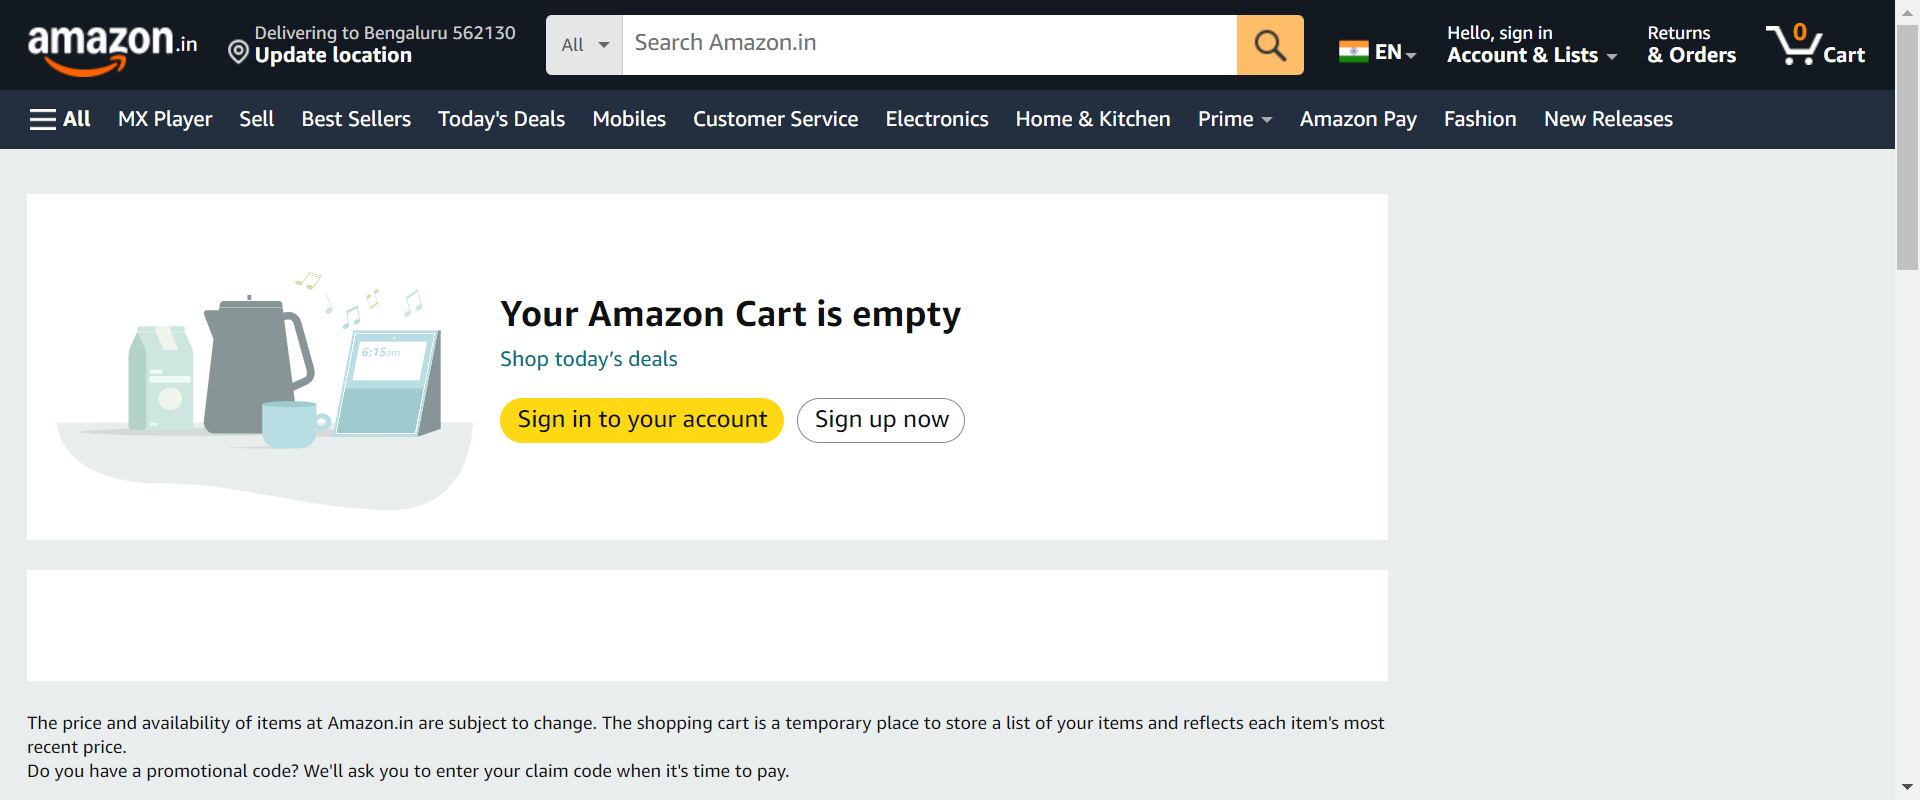 amazon.in
Delivering to Bengaluru 562130
Update location
All
Search Amazon.in
EN
Hello, sign in
Account & Lists
Returns
& Orders
0
Cart
All
MX Player
Sell
Best Sellers
Today's Deals
Mobiles
Customer Service
Electronics
Home & Kitchen
Prime
Amazon Pay
Fashion
New Releases
6:15am
Your Amazon Cart is empty
Shop today’s deals
Sign in to your account
Sign up now
The price and availability of items at Amazon.in are subject to change. The shopping cart is a temporary place to store a list of your items and reflects each item's most
recent price.
Do you have a promotional code? We'll ask you to enter your claim code when it's time to pay.